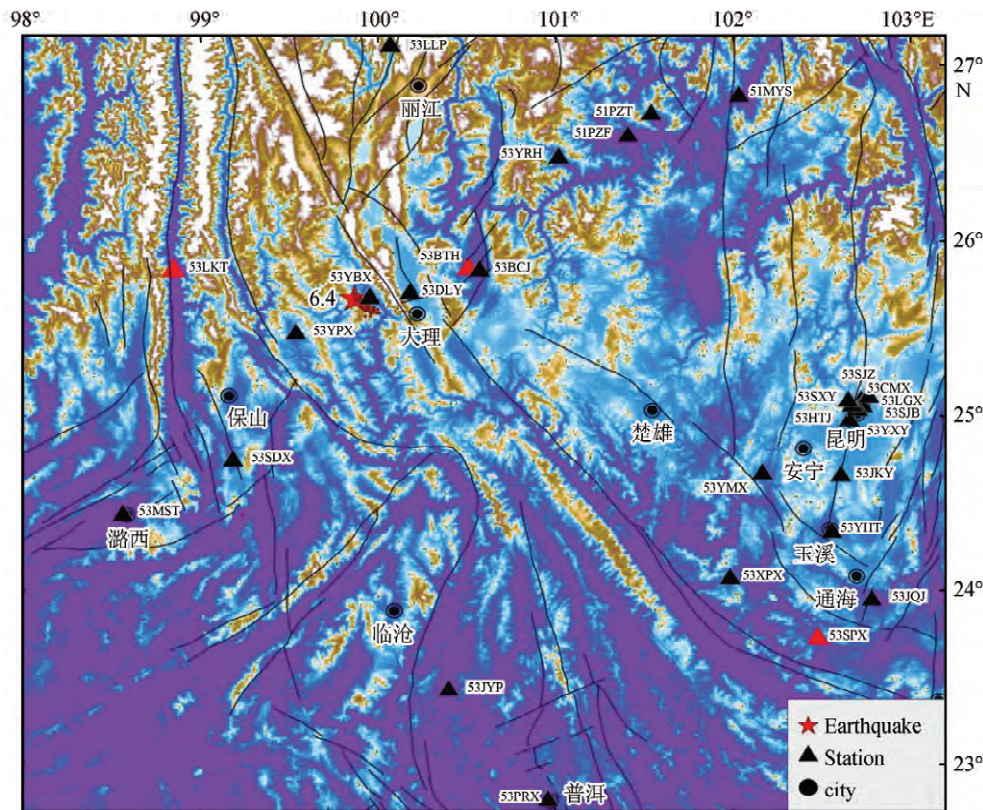 98° 99° 100° 101° 102° 103°E
53LLP
27°
N
丽江
51MYS
51PZT
51PZF
53YRH
26°
53LKT
53BTH
53BCJ
53YBX
53DLY
6.4
大理
53YPX
53SJZ
53CMX
53SXY
53LGX
53SJB
53HTJ
53YXY
保山
25°
楚雄
昆明
安宁
53SDX
53YMX
53JKY
53MST
潞西
53YHT
玉溪
53XPX
24°
通海
53JQJ
临沧
53SPX
53JYP
Earthquake
Station
city
23°
53PRX
普洱